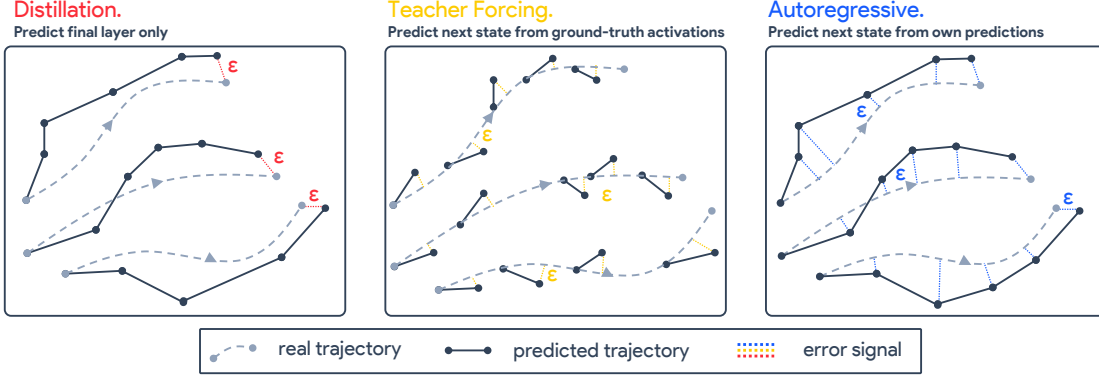 Distillation.
Predict final layer only
ε
ε
ε
Teacher Forcing.
Predict next state from ground-truth activations
ε
ε
ε
Autoregressive.
Predict next state from own predictions
ε
ε
ε
real trajectory
predicted trajectory
error signal